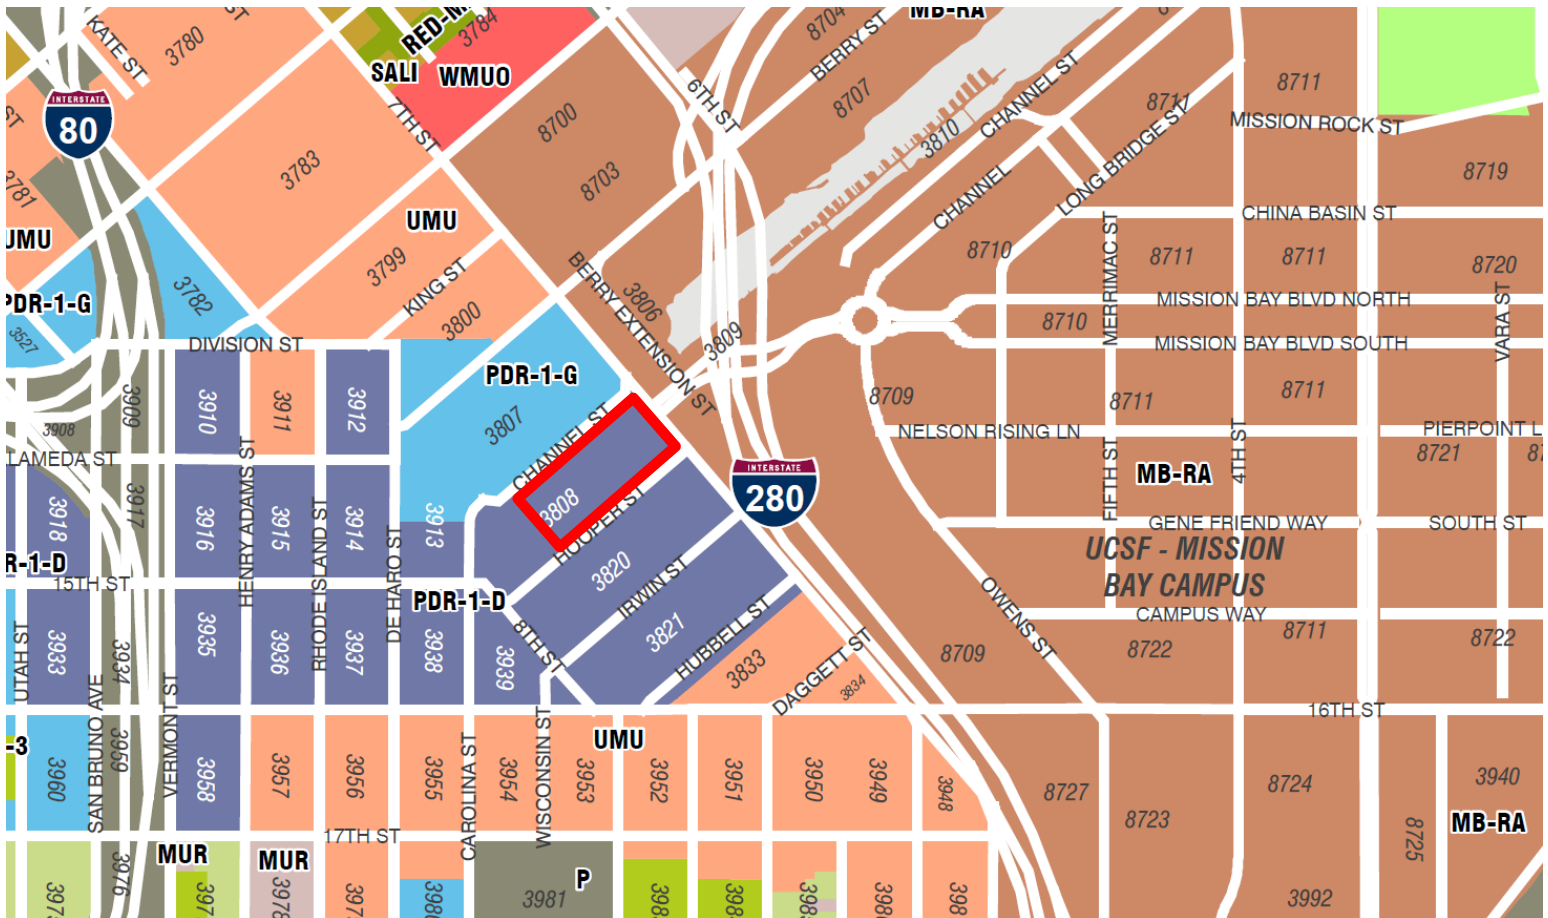 KATE ST
3780
ST
RED-M
3784
SALI
WMUO
8704
MB-RA
BERRY ST
INTERSTATE
80
7TH ST
6TH ST
8700
8707
3810
CHANNEL ST
8711
8711
MISSION ROCK ST
ST
3781
3783
8703
CHANNEL
LONG BRIDGE ST
8719
UMU
UMU
CHINA BASIN ST
3782
3799
KING ST
BERRY EXTENSION ST
3806
8710
MERRIMAC ST
8711
8711
8720
PDR-1-G
3527
3800
3809
MISSION BAY BLVD NORTH
8710
VARA ST
DIVISION ST
MISSION BAY BLVD SOUTH
PDR-1-G
3909
3910
3911
3912
3807
8709
8711
8711
3908
CHANNEL ST
NELSON RISING LN
PIERPOINT L
LAMEDA ST
HENRY ADAMS ST
FIFTH ST
4TH ST
8721
87
MB-RA
INTERSTATE
280
3918
3917
3916
3915
3914
3913
3808
HOOPER ST
GENE FRIEND WAY
SOUTH ST
UCSF - MISSION
BAY CAMPUS
R-1-D
15TH ST
RHODE ISLAND ST
DE HARO ST
PDR-1-D
3820
IRWIN ST
OWENS ST
CAMPUS WAY
UTAH ST
3933
3934
3935
3936
3937
3938
3939
8TH ST
3821
HUBBELL ST
3833
DAGGETT ST
3834
8709
8722
8711
8722
SAN BRUNO AVE
VERMONT ST
16TH ST
-3
CAROLINA ST
WISCONSIN ST
UMU
3960
3959
3958
3957
3956
3955
3954
3953
3952
3951
3950
3949
3948
8727
8723
8724
3940
MB-RA
8725
17TH ST
MUR
MUR
P
3976
3978
3981
3992